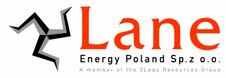 Lane
Energy Poland Sp.z o.o.
A member of the 3Legs Resources Group